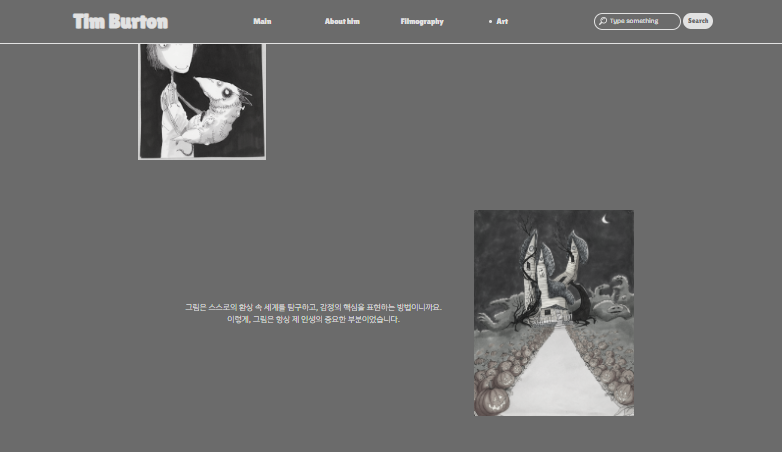 Tim Burton
Main
About him
Filmography
Art
Type something
Search
그림은 스스로의 환상 속 세계를 탐구하고, 감정의 핵심을 표현하는 방법이니까요.
이렇게, 그림은 항상 제 인생의 중요한 부분이었습니다.